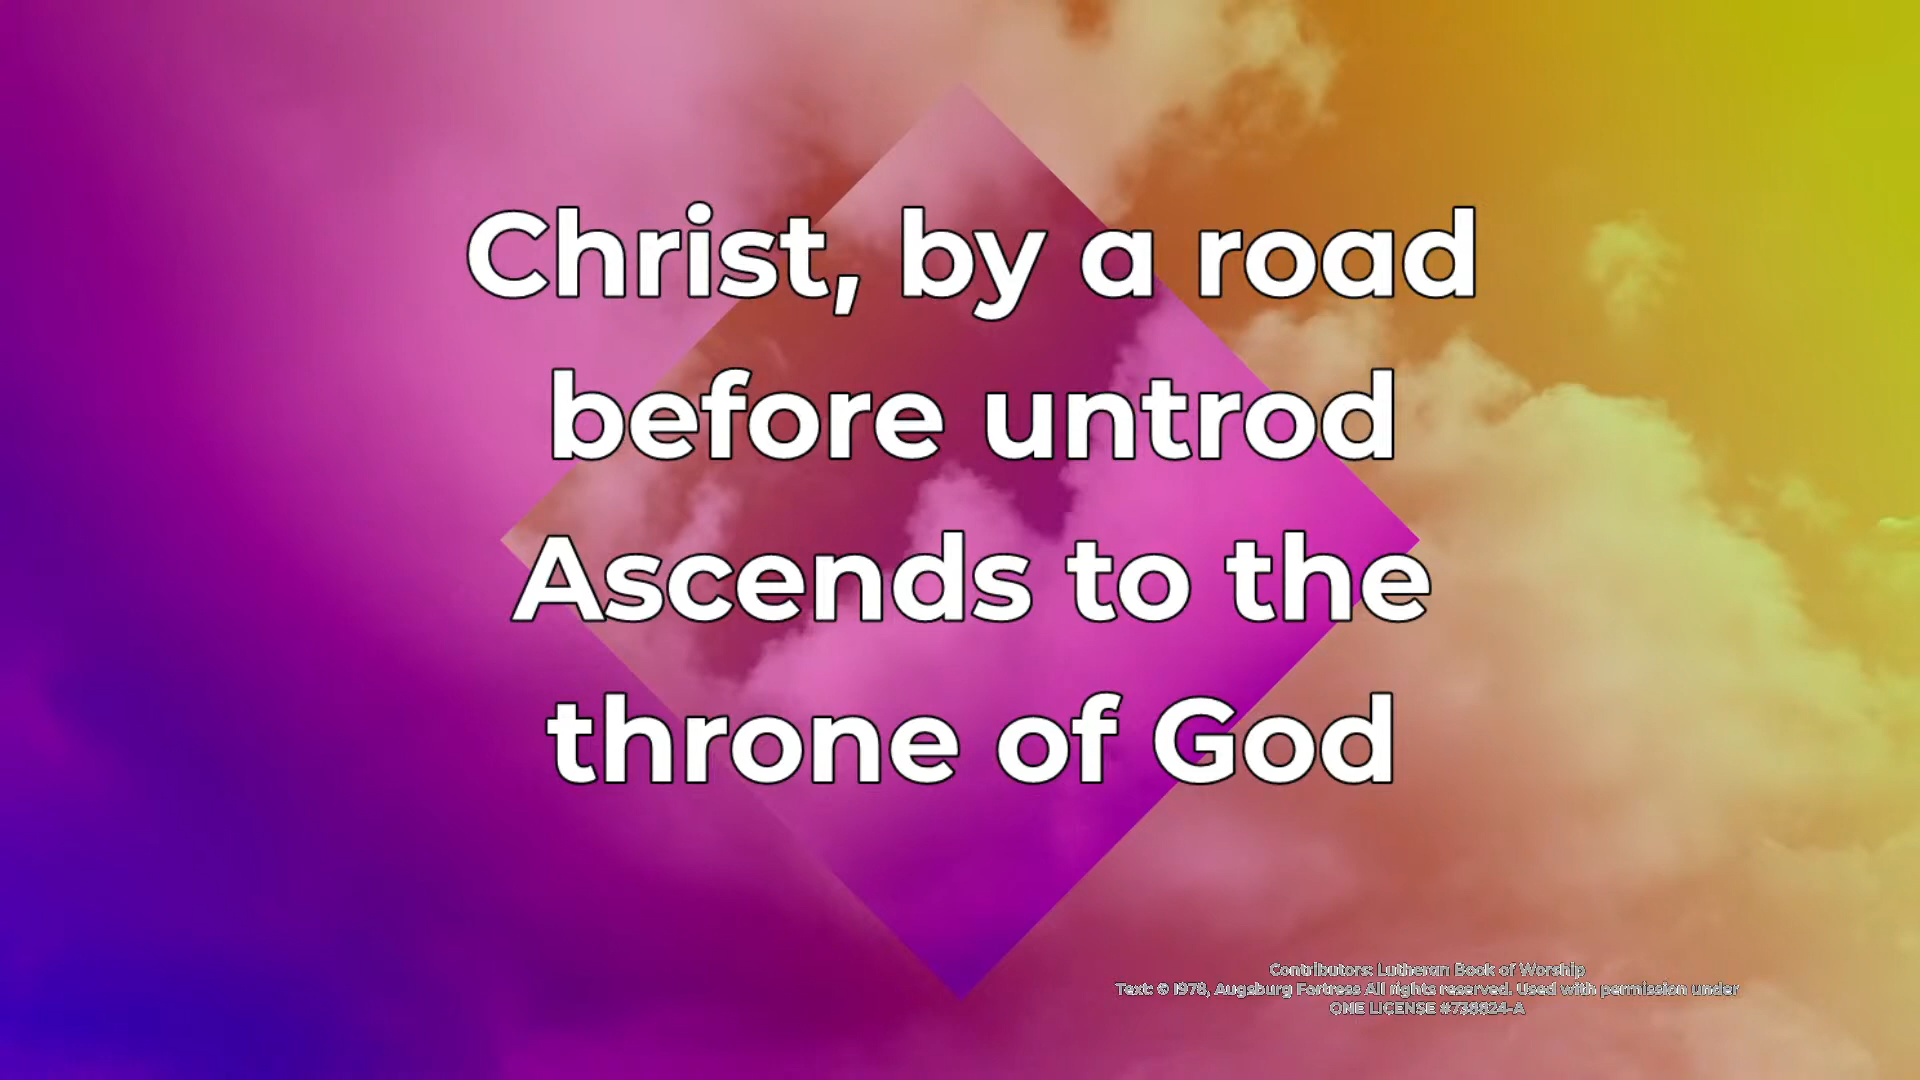 Christ, by a road
before untrod
Ascends to the
throne of God
Contributors: Lutheran Book of Worship
Text: © 1978, Augsburg Fortress All rights reserved. Used with permission under
ONE LICENSE #738824-A